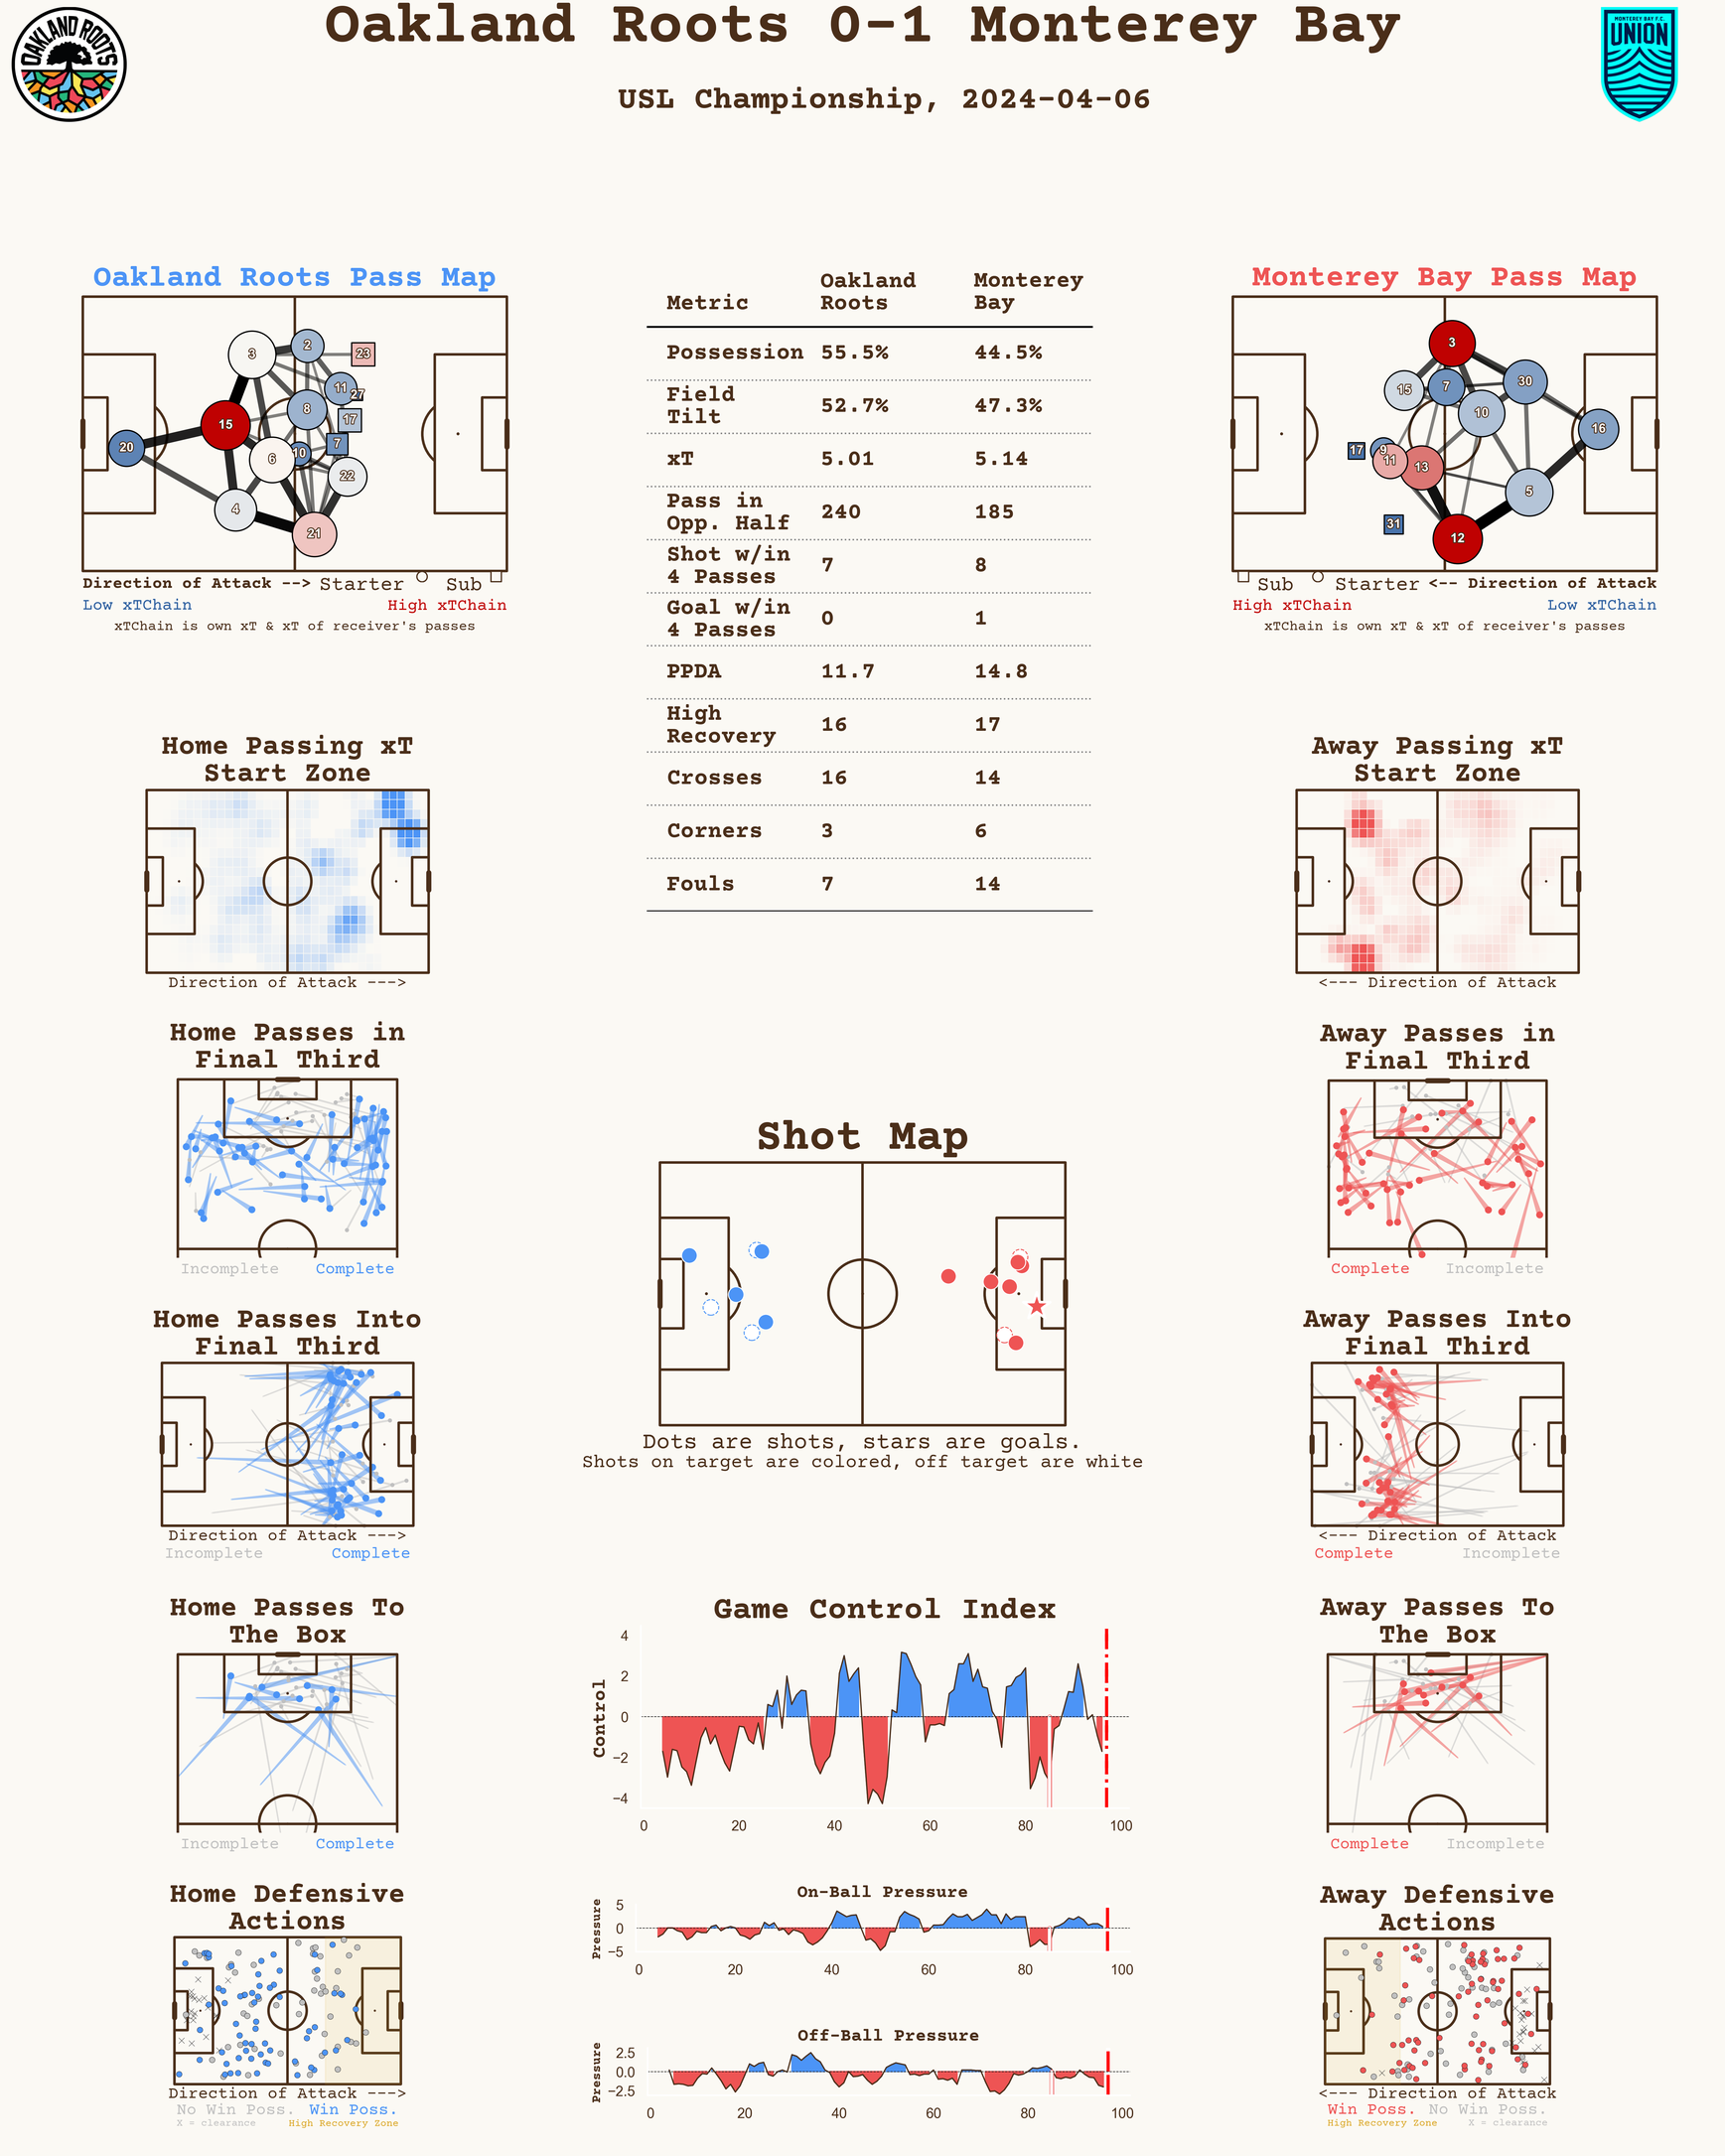 Oakland Roots 0-1 Monterey Bay
USL Championship, 2024-04-06
OAKLAND ROOTS
MONTEREY BAY F.C.
UNION
Oakland Roots Pass Map
3
2
23
11
27
8
17
15
7
20
10
6
22
4
21
Direction of Attack --> Starter Sub
Low xTChain High xTChain
xTChain is own xT & xT of receiver's passes
Metric Oakland Roots Monterey Bay
Possession 55.5% 44.5%
Field Tilt 52.7% 47.3%
xT 5.01 5.14
Pass in Opp. Half 240 185
Shot w/in 4 Passes 7 8
Goal w/in 4 Passes 0 1
PPDA 11.7 14.8
High Recovery 16 17
Crosses 16 14
Corners 3 6
Fouls 7 14
Monterey Bay Pass Map
3
30
15
7
10
16
17
9
11
13
5
31
12
Sub Starter <-- Direction of Attack
High xTChain Low xTChain
xTChain is own xT & xT of receiver's passes
Home Passing xT
Start Zone
Direction of Attack --->
Away Passing xT
Start Zone
<--- Direction of Attack
Home Passes in
Final Third
Incomplete Complete
Away Passes in
Final Third
Complete Incomplete
Shot Map
Dots are shots, stars are goals.
Shots on target are colored, off target are white
Home Passes Into
Final Third
Direction of Attack --->
Incomplete Complete
Away Passes Into
Final Third
<--- Direction of Attack
Complete Incomplete
Home Passes To
The Box
Incomplete Complete
Game Control Index
Control
4
2
0
−2
−4
0 20 40 60 80 100
Away Passes To
The Box
Complete Incomplete
Home Defensive
Actions
Direction of Attack --->
No Win Poss. Win Poss.
X = clearance High Recovery Zone
On-Ball Pressure
Pressure
5
0
−5
0 20 40 60 80 100
Off-Ball Pressure
Pressure
2.5
0.0
−2.5
0 20 40 60 80 100
Away Defensive
Actions
<--- Direction of Attack
Win Poss. No Win Poss.
High Recovery Zone X = clearance